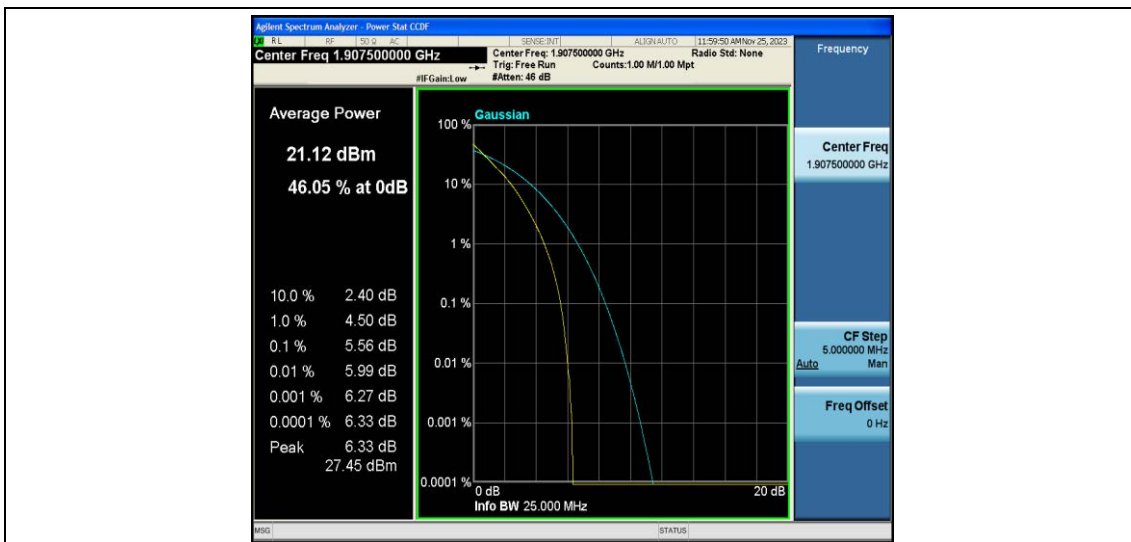 Agilent Spectrum Analyzer - Power Stat CCDF
RL RF 50 Ω AC SENSE:INT ALIGN AUTO 11:59:50 AM Nov 25, 2023
Center Freq 1.907500000 GHz
Center Freq: 1.907500000 GHz Radio Std: None
Trig: Free Run Counts:1.00 M/1.00 Mpt
#IFGain:Low #Atten: 46 dB
Frequency
Average Power
21.12 dBm
46.05 % at 0dB
10.0 % 2.40 dB
1.0 % 4.50 dB
0.1 % 5.56 dB
0.01 % 5.99 dB
0.001 % 6.27 dB
0.0001 % 6.33 dB
Peak 6.33 dB
27.45 dBm
Gaussian
100 %
10 %
1 %
0.1 %
0.01 %
0.001 %
0.0001 %
0 dB 20 dB
Info BW 25.000 MHz
Center Freq
1.907500000 GHz
CF Step
5.000000 MHz
Auto Man
Freq Offset
0 Hz
MSG STATUS